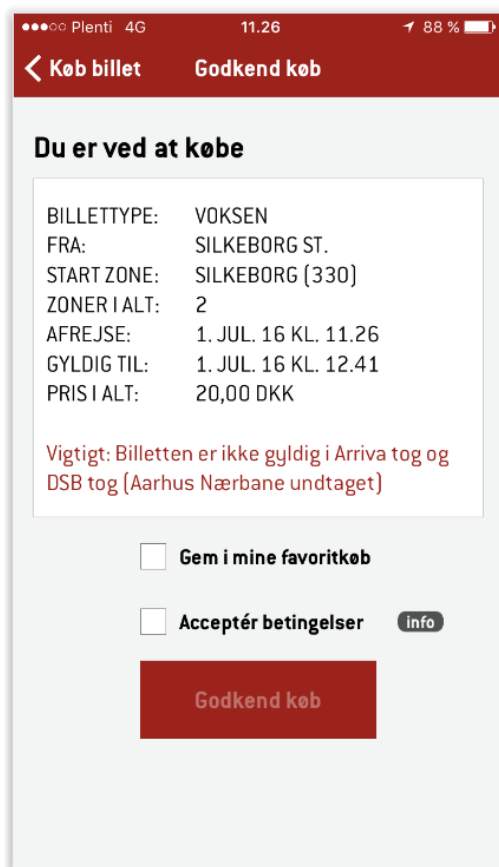 Plenti 4G 11.26 88 %
Køb billet Godkend køb
Du er ved at købe
BILLETTYPE: VOKSEN
FRA: SILKEBORG ST.
START ZONE: SILKEBORG (330)
ZONER I ALT: 2
AFREJSE: 1. JUL. 16 KL. 11.26
GYLDIG TIL: 1. JUL. 16 KL. 12.41
PRIS I ALT: 20,00 DKK
Vigtigt: Billetten er ikke gyldig i Arriva tog og
DSB tog (Aarhus Nærbane undtaget)
Gem i mine favoritkøb
Acceptér betingelser info
Godkend køb